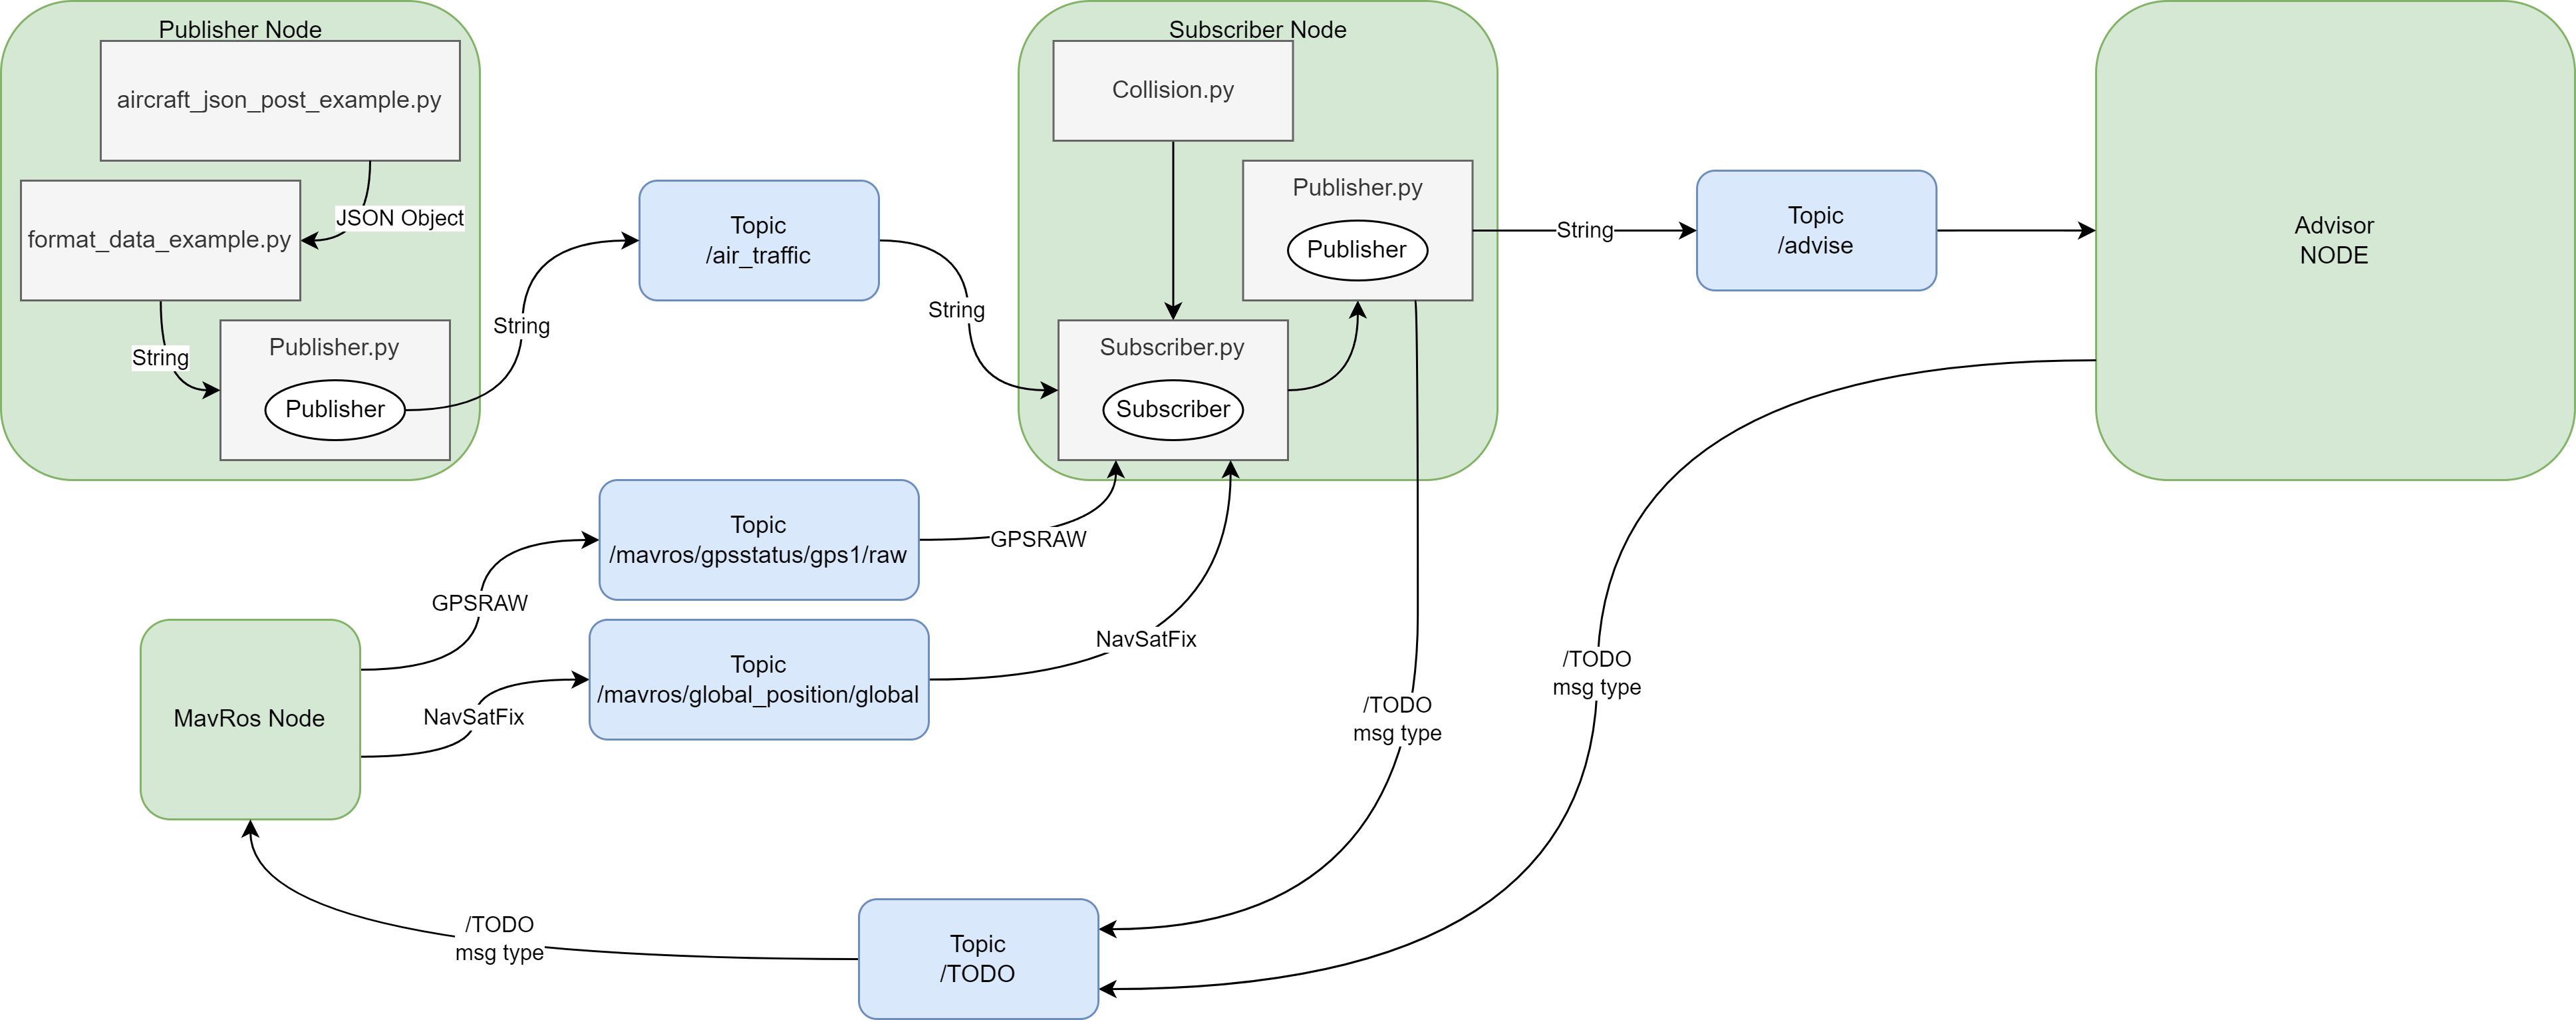 Publisher Node
aircraft_json_post_example.py
JSON Object
format_data_example.py
String
Publisher.py
Publisher
String
Topic
/air_traffic
String
Subscriber Node
Collision.py
Publisher.py
Publisher
Subscriber.py
Subscriber
String
Topic
/advise
Advisor
NODE
Topic
/mavros/gpsstatus/gps1/raw
GPSRAW
GPSRAW
Topic
/mavros/global_position/global
NavSatFix
NavSatFix
MavRos Node
/TODO
msg type
/TODO
msg type
/TODO
msg type
Topic
/TODO